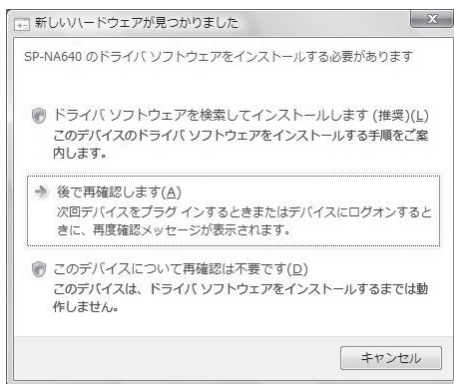 新しいハードウェアが見つかりました
SP-NA640 のドライバ ソフトウェアをインストールする必要があります
ドライバ ソフトウェアを検索してインストールします (推奨)(L)
このデバイスのドライバ ソフトウェアをインストールする手順をご案
内します。
後で再確認します(A)
次回デバイスをプラグ インするときまたはデバイスにログオンすると
きに、再度確認メッセージが表示されます。
このデバイスについて再確認は不要です(D)
このデバイスは、ドライバ ソフトウェアをインストールするまでは動
作しません。
キャンセル